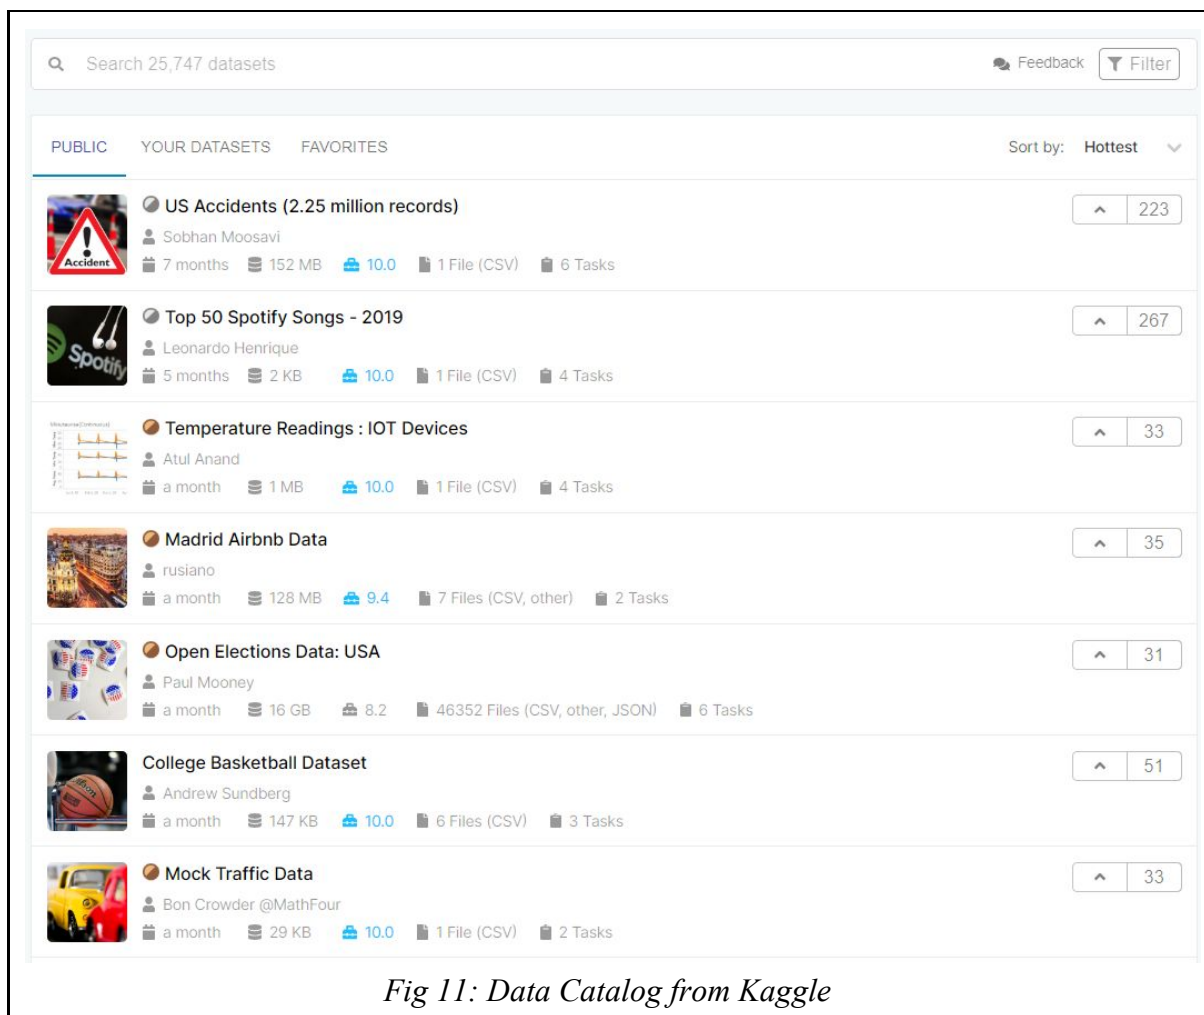 Search 25,747 datasets Feedback Filter
PUBLIC YOUR DATASETS FAVORITES Sort by: Hottest
US Accidents (2.25 million records) 223
Sobhan Moosavi
Accident 7 months 152 MB 10.0 1 File (CSV) 6 Tasks
Top 50 Spotify Songs - 2019 267
Leonardo Henrique
Spotify 5 months 2 KB 10.0 1 File (CSV) 4 Tasks
Temperature Readings : IOT Devices 33
Atul Anand
a month 1 MB 10.0 1 File (CSV) 4 Tasks
Madrid Airbnb Data 35
rusiano
a month 128 MB 9.4 7 Files (CSV, other) 2 Tasks
Open Elections Data: USA 31
Paul Mooney
a month 16 GB 8.2 46352 Files (CSV, other, JSON) 6 Tasks
College Basketball Dataset 51
Andrew Sundberg
a month 147 KB 10.0 6 Files (CSV) 3 Tasks
Mock Traffic Data 33
Bon Crowder @MathFour
a month 29 KB 10.0 1 File (CSV) 2 Tasks
Fig 11: Data Catalog from Kaggle